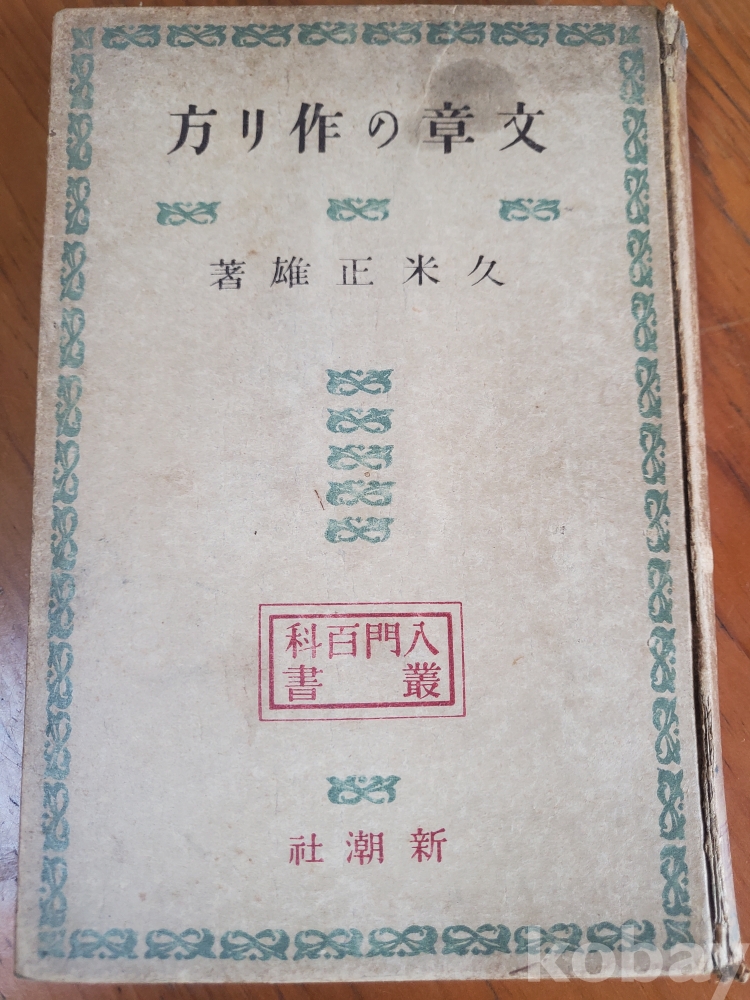 文章の作リ方
久米正雄著
入門百科
叢書
新潮社
kobay